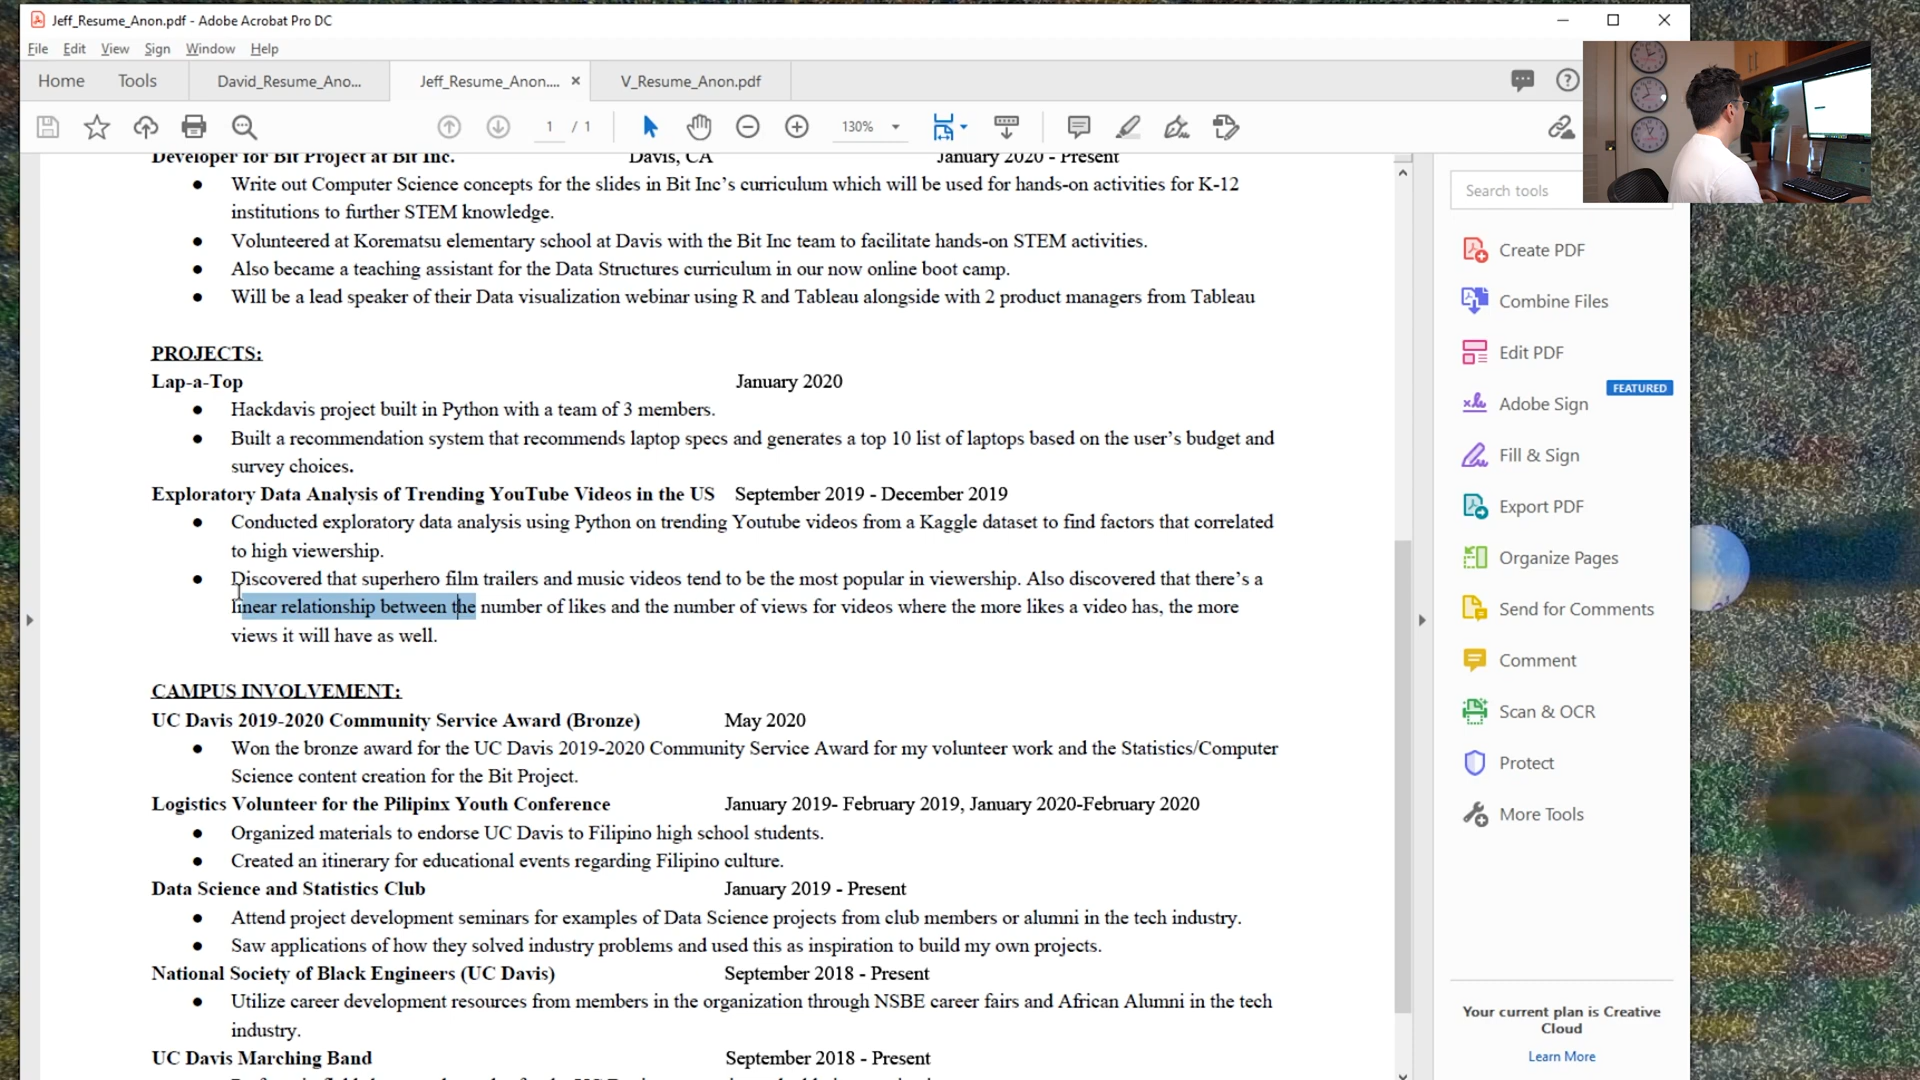 Jeff_Resume_Anon.pdf - Adobe Acrobat Pro DC
File Edit View Sign Window Help
Home Tools David_Resume_Ano... Jeff_Resume_Anon.... × V_Resume_Anon.pdf
1 / 1 130%
Search tools
Developer for Bit Project at Bit Inc. Davis, CA January 2020 - Present
● Write out Computer Science concepts for the slides in Bit Inc’s curriculum which will be used for hands-on activities for K-12
institutions to further STEM knowledge.
● Volunteered at Korematsu elementary school at Davis with the Bit Inc team to facilitate hands-on STEM activities.
● Also became a teaching assistant for the Data Structures curriculum in our now online boot camp.
● Will be a lead speaker of their Data visualization webinar using R and Tableau alongside with 2 product managers from Tableau
PROJECTS:
Lap-a-Top January 2020
● Hackdavis project built in Python with a team of 3 members.
● Built a recommendation system that recommends laptop specs and generates a top 10 list of laptops based on the user’s budget and
survey choices.
Exploratory Data Analysis of Trending YouTube Videos in the US September 2019 - December 2019
● Conducted exploratory data analysis using Python on trending Youtube videos from a Kaggle dataset to find factors that correlated
to high viewership.
● Discovered that superhero film trailers and music videos tend to be the most popular in viewership. Also discovered that there’s a
linear relationship between the number of likes and the number of views for videos where the more likes a video has, the more
views it will have as well.
CAMPUS INVOLVEMENT:
UC Davis 2019-2020 Community Service Award (Bronze) May 2020
● Won the bronze award for the UC Davis 2019-2020 Community Service Award for my volunteer work and the Statistics/Computer
Science content creation for the Bit Project.
Logistics Volunteer for the Pilipinx Youth Conference January 2019- February 2019, January 2020-February 2020
● Organized materials to endorse UC Davis to Filipino high school students.
● Created an itinerary for educational events regarding Filipino culture.
Data Science and Statistics Club January 2019 - Present
● Attend project development seminars for examples of Data Science projects from club members or alumni in the tech industry.
● Saw applications of how they solved industry problems and used this as inspiration to build my own projects.
National Society of Black Engineers (UC Davis) September 2018 - Present
● Utilize career development resources from members in the organization through NSBE career fairs and African Alumni in the tech
industry.
UC Davis Marching Band September 2018 - Present
Create PDF
Combine Files
Edit PDF
FEATURED
Adobe Sign
Fill & Sign
Export PDF
Organize Pages
Send for Comments
Comment
Scan & OCR
Protect
More Tools
Your current plan is Creative
Cloud
Learn More